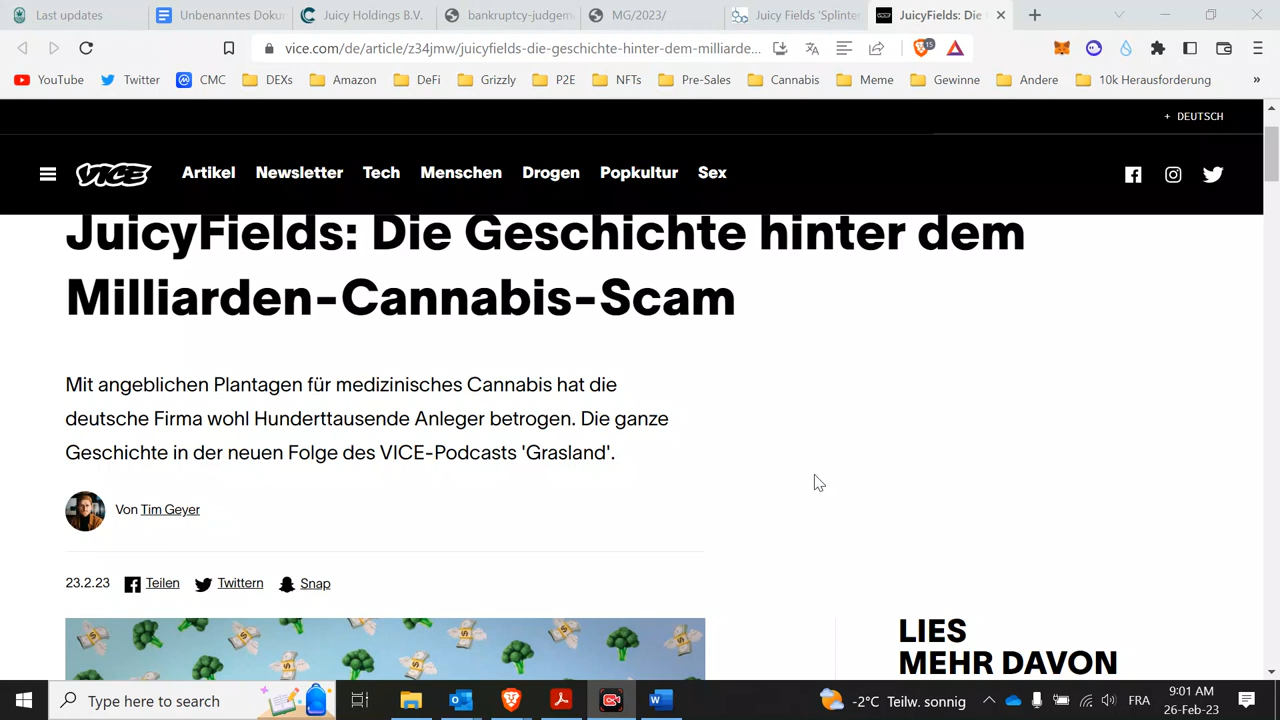 Last updates
Unbenanntes Doku
Juicy Holdings B.V.
bankruptcy-judgeme
MG/2023/
Juicy Fields 'Splinter
JuicyFields: Die
vice.com/de/article/z34jmw/juicyfields-die-geschichte-hinter-dem-milliarde...
15
YouTube
Twitter
CMC
DEXs
Amazon
DeFi
Grizzly
P2E
NFTs
Pre-Sales
Cannabis
Meme
Gewinne
Andere
10k Herausforderung
»
+ DEUTSCH
VICE
Artikel
Newsletter
Tech
Menschen
Drogen
Popkultur
Sex
JuicyFields: Die Geschichte hinter dem
Milliarden-Cannabis-Scam
Mit angeblichen Plantagen für medizinisches Cannabis hat die
deutsche Firma wohl Hunderttausende Anleger betrogen. Die ganze
Geschichte in der neuen Folge des VICE-Podcasts 'Grasland'.
Von Tim Geyer
23.2.23
Teilen
Twittern
Snap
LIES
MEHR DAVON
Type here to search
-2°C Teilw. sonnig
FRA
9:01 AM
26-Feb-23